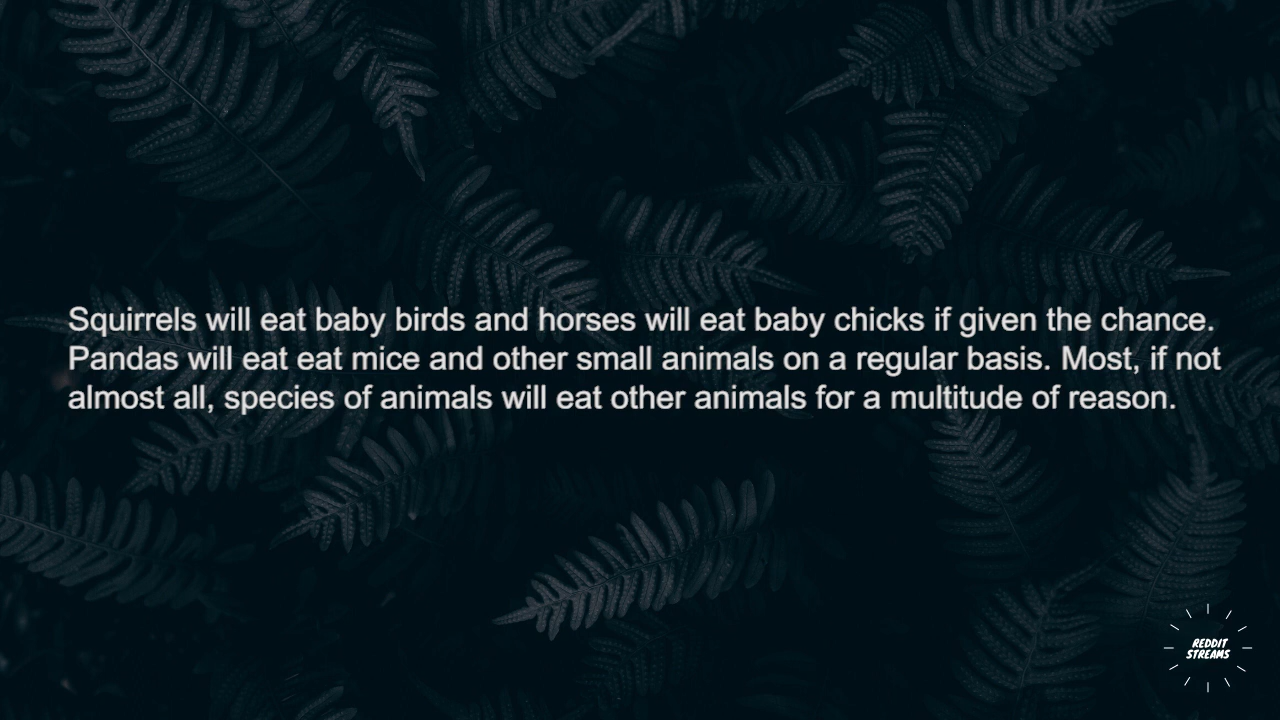 Squirrels will eat baby birds and horses will eat baby chicks if given the chance.
Pandas will eat eat mice and other small animals on a regular basis. Most, if not
almost all, species of animals will eat other animals for a multitude of reason.
REDDIT
STREAMS